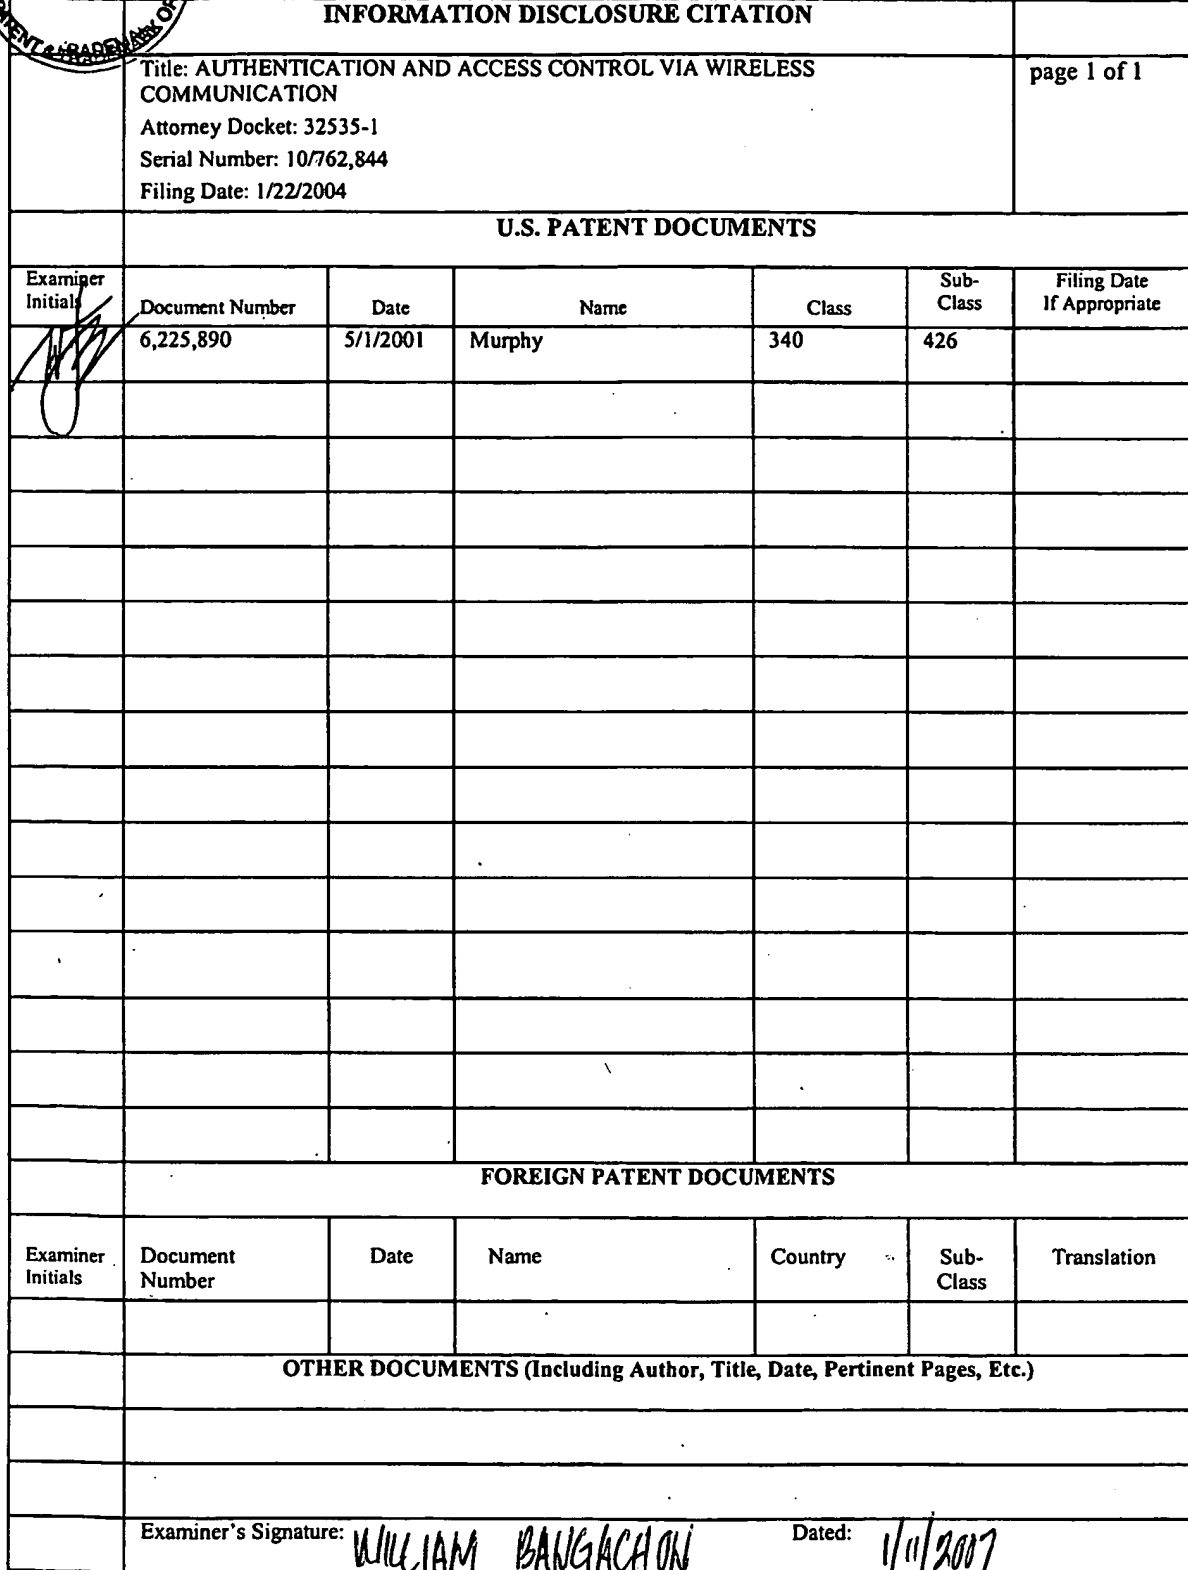 INFORMATION DISCLOSURE CITATION
Title: AUTHENTICATION AND ACCESS CONTROL VIA WIRELESS
COMMUNICATION
page 1 of 1
Attorney Docket: 32535-1
Serial Number: 10/762,844
Filing Date: 1/22/2004
U.S. PATENT DOCUMENTS
Examiner
Initials
Document Number Date Name Class Sub-
Class Filing Date
If Appropriate
6,225,890 5/1/2001 Murphy 340 426
FOREIGN PATENT DOCUMENTS
Examiner
Initials
Document
Number
Date Name Country Sub-
Class
Translation
OTHER DOCUMENTS (Including Author, Title, Date, Pertinent Pages, Etc.)
Examiner's Signature: WILLIAM BANGACHON Dated: 1/11/2007